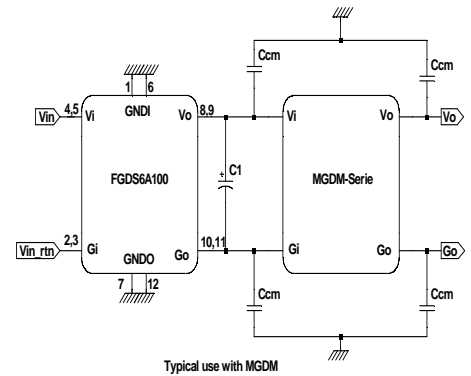 Ccm
Ccm
1 6
GNDI
Vin 4,5 Vi Vo 8,9 Vi Vo Vo
C1
+
FGDS6A100 MGDM-Serie
Vin_rtn 2,3 Gi Go 10,11 Gi Go Go
GNDO
7 12
Ccm
Ccm
Typical use with MGDM